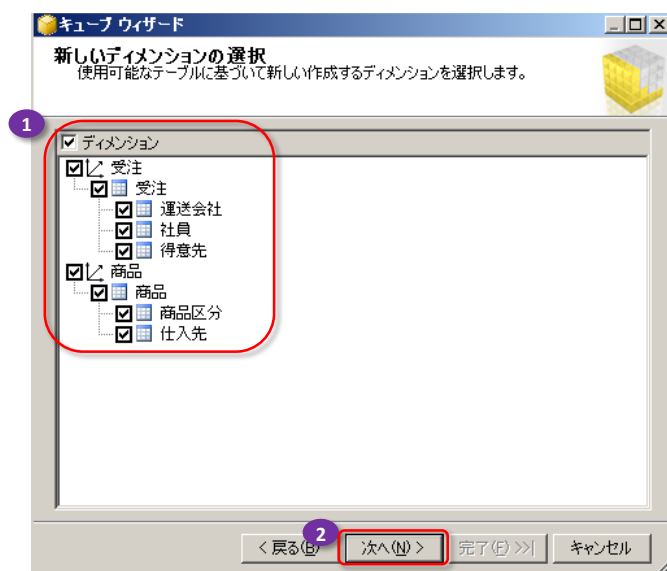 キューブ ウィザード
新しいディメンションの選択
使用可能なテーブルに基づいて新しい作成するディメンションを選択します。
1
ディメンション
受注
受注
運送会社
社員
得意先
商品
商品
商品区分
仕入先
2
< 戻る(B)
次へ(N) >
完了(F) >>|
キャンセル